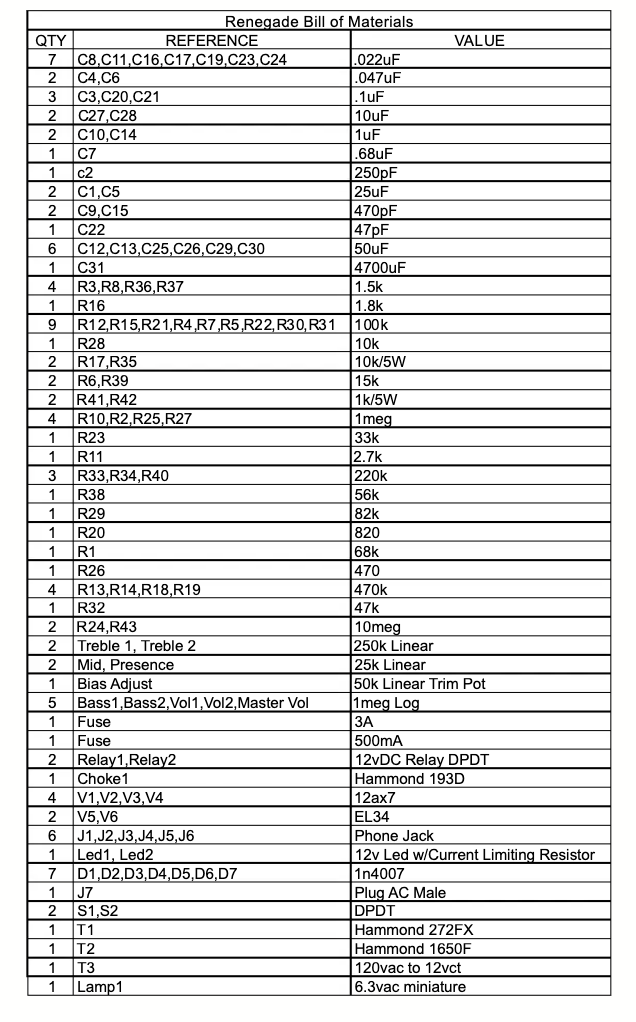 Renegade Bill of Materials
QTY REFERENCE VALUE
7 C8,C11,C16,C17,C19,C23,C24 .022uF
2 C4,C6 .047uF
3 C3,C20,C21 .1uF
2 C27,C28 10uF
2 C10,C14 1uF
1 C7 .68uF
1 c2 250pF
2 C1,C5 25uF
2 C9,C15 470pF
1 C22 47pF
6 C12,C13,C25,C26,C29,C30 50uF
1 C31 4700uF
4 R3,R8,R36,R37 1.5k
1 R16 1.8k
9 R12,R15,R21,R4,R7,R5,R22,R30,R31 100k
1 R28 10k
2 R17,R35 10k/5W
2 R6,R39 15k
2 R41,R42 1k/5W
4 R10,R2,R25,R27 1meg
1 R23 33k
1 R11 2.7k
3 R33,R34,R40 220k
1 R38 56k
1 R29 82k
1 R20 820
1 R1 68k
1 R26 470
4 R13,R14,R18,R19 470k
1 R32 47k
2 R24,R43 10meg
2 Treble 1, Treble 2 250k Linear
2 Mid, Presence 25k Linear
1 Bias Adjust 50k Linear Trim Pot
5 Bass1,Bass2,Vol1,Vol2,Master Vol 1meg Log
1 Fuse 3A
1 Fuse 500mA
2 Relay1,Relay2 12vDC Relay DPDT
1 Choke1 Hammond 193D
4 V1,V2,V3,V4 12ax7
2 V5,V6 EL34
6 J1,J2,J3,J4,J5,J6 Phone Jack
1 Led1, Led2 12v Led w/Current Limiting Resistor
7 D1,D2,D3,D4,D5,D6,D7 1n4007
1 J7 Plug AC Male
2 S1,S2 DPDT
1 T1 Hammond 272FX
1 T2 Hammond 1650F
1 T3 120vac to 12vct
1 Lamp1 6.3vac miniature